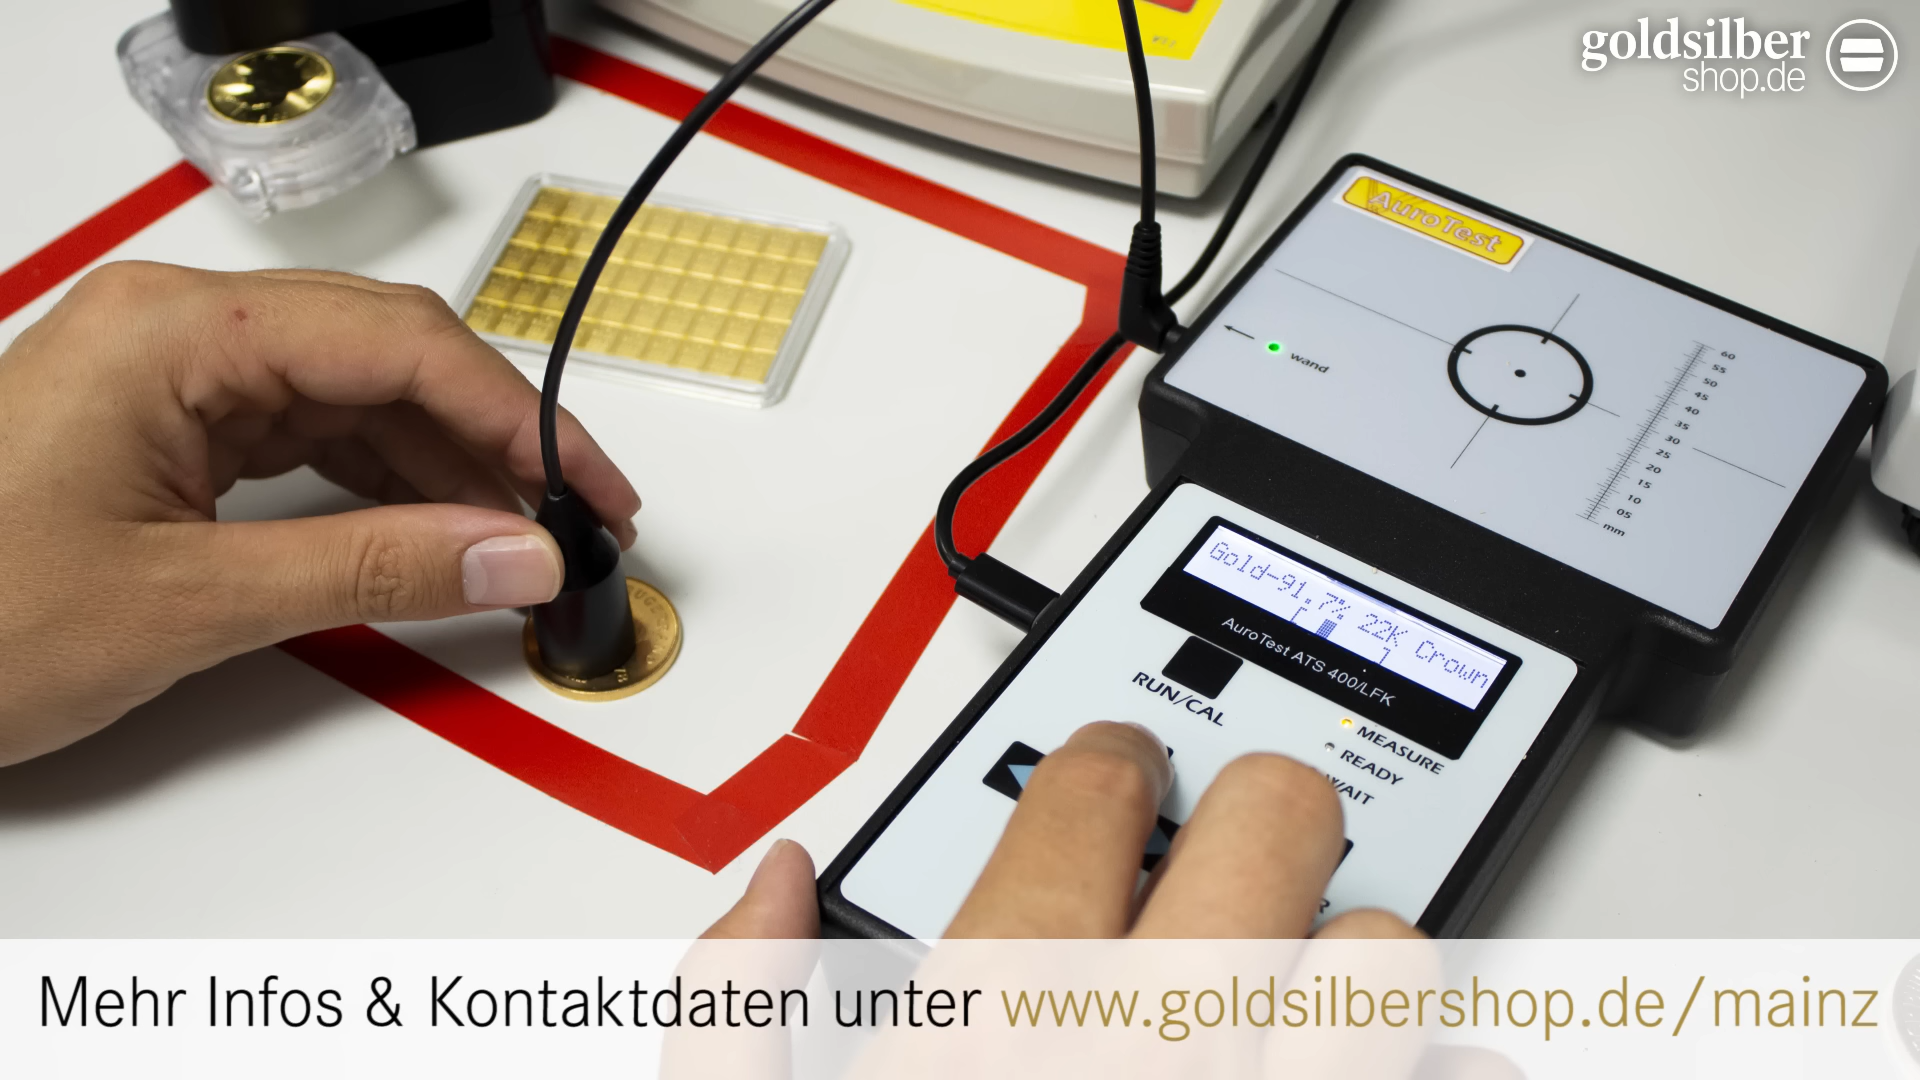 goldsilber
shop.de
AuroTest
wand
60
55
50
45
40
35
30
25
20
15
10
05
mm
Gold-91.7% 22K Crown
AuroTest ATS 400/LFK
RUN/CAL
MEASURE
READY
WAIT
Mehr Infos & Kontaktdaten unter www.goldsilbershop.de/mainz